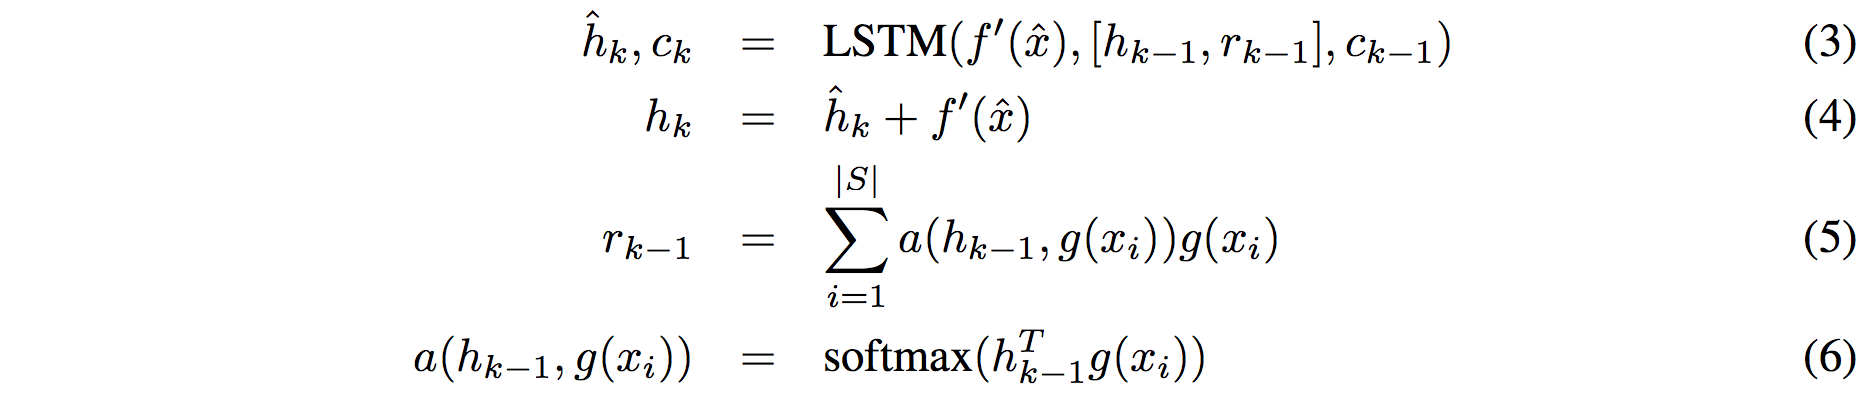 ĥ_k, c_k = LSTM(f′(x̂), [h_{k−1}, r_{k−1}], c_{k−1}) (3)
h_k = ĥ_k + f′(x̂) (4)
r_{k−1} = ∑_{i=1}^{|S|} a(h_{k−1}, g(x_i))g(x_i) (5)
a(h_{k−1}, g(x_i)) = softmax(h_{k−1}^T g(x_i)) (6)